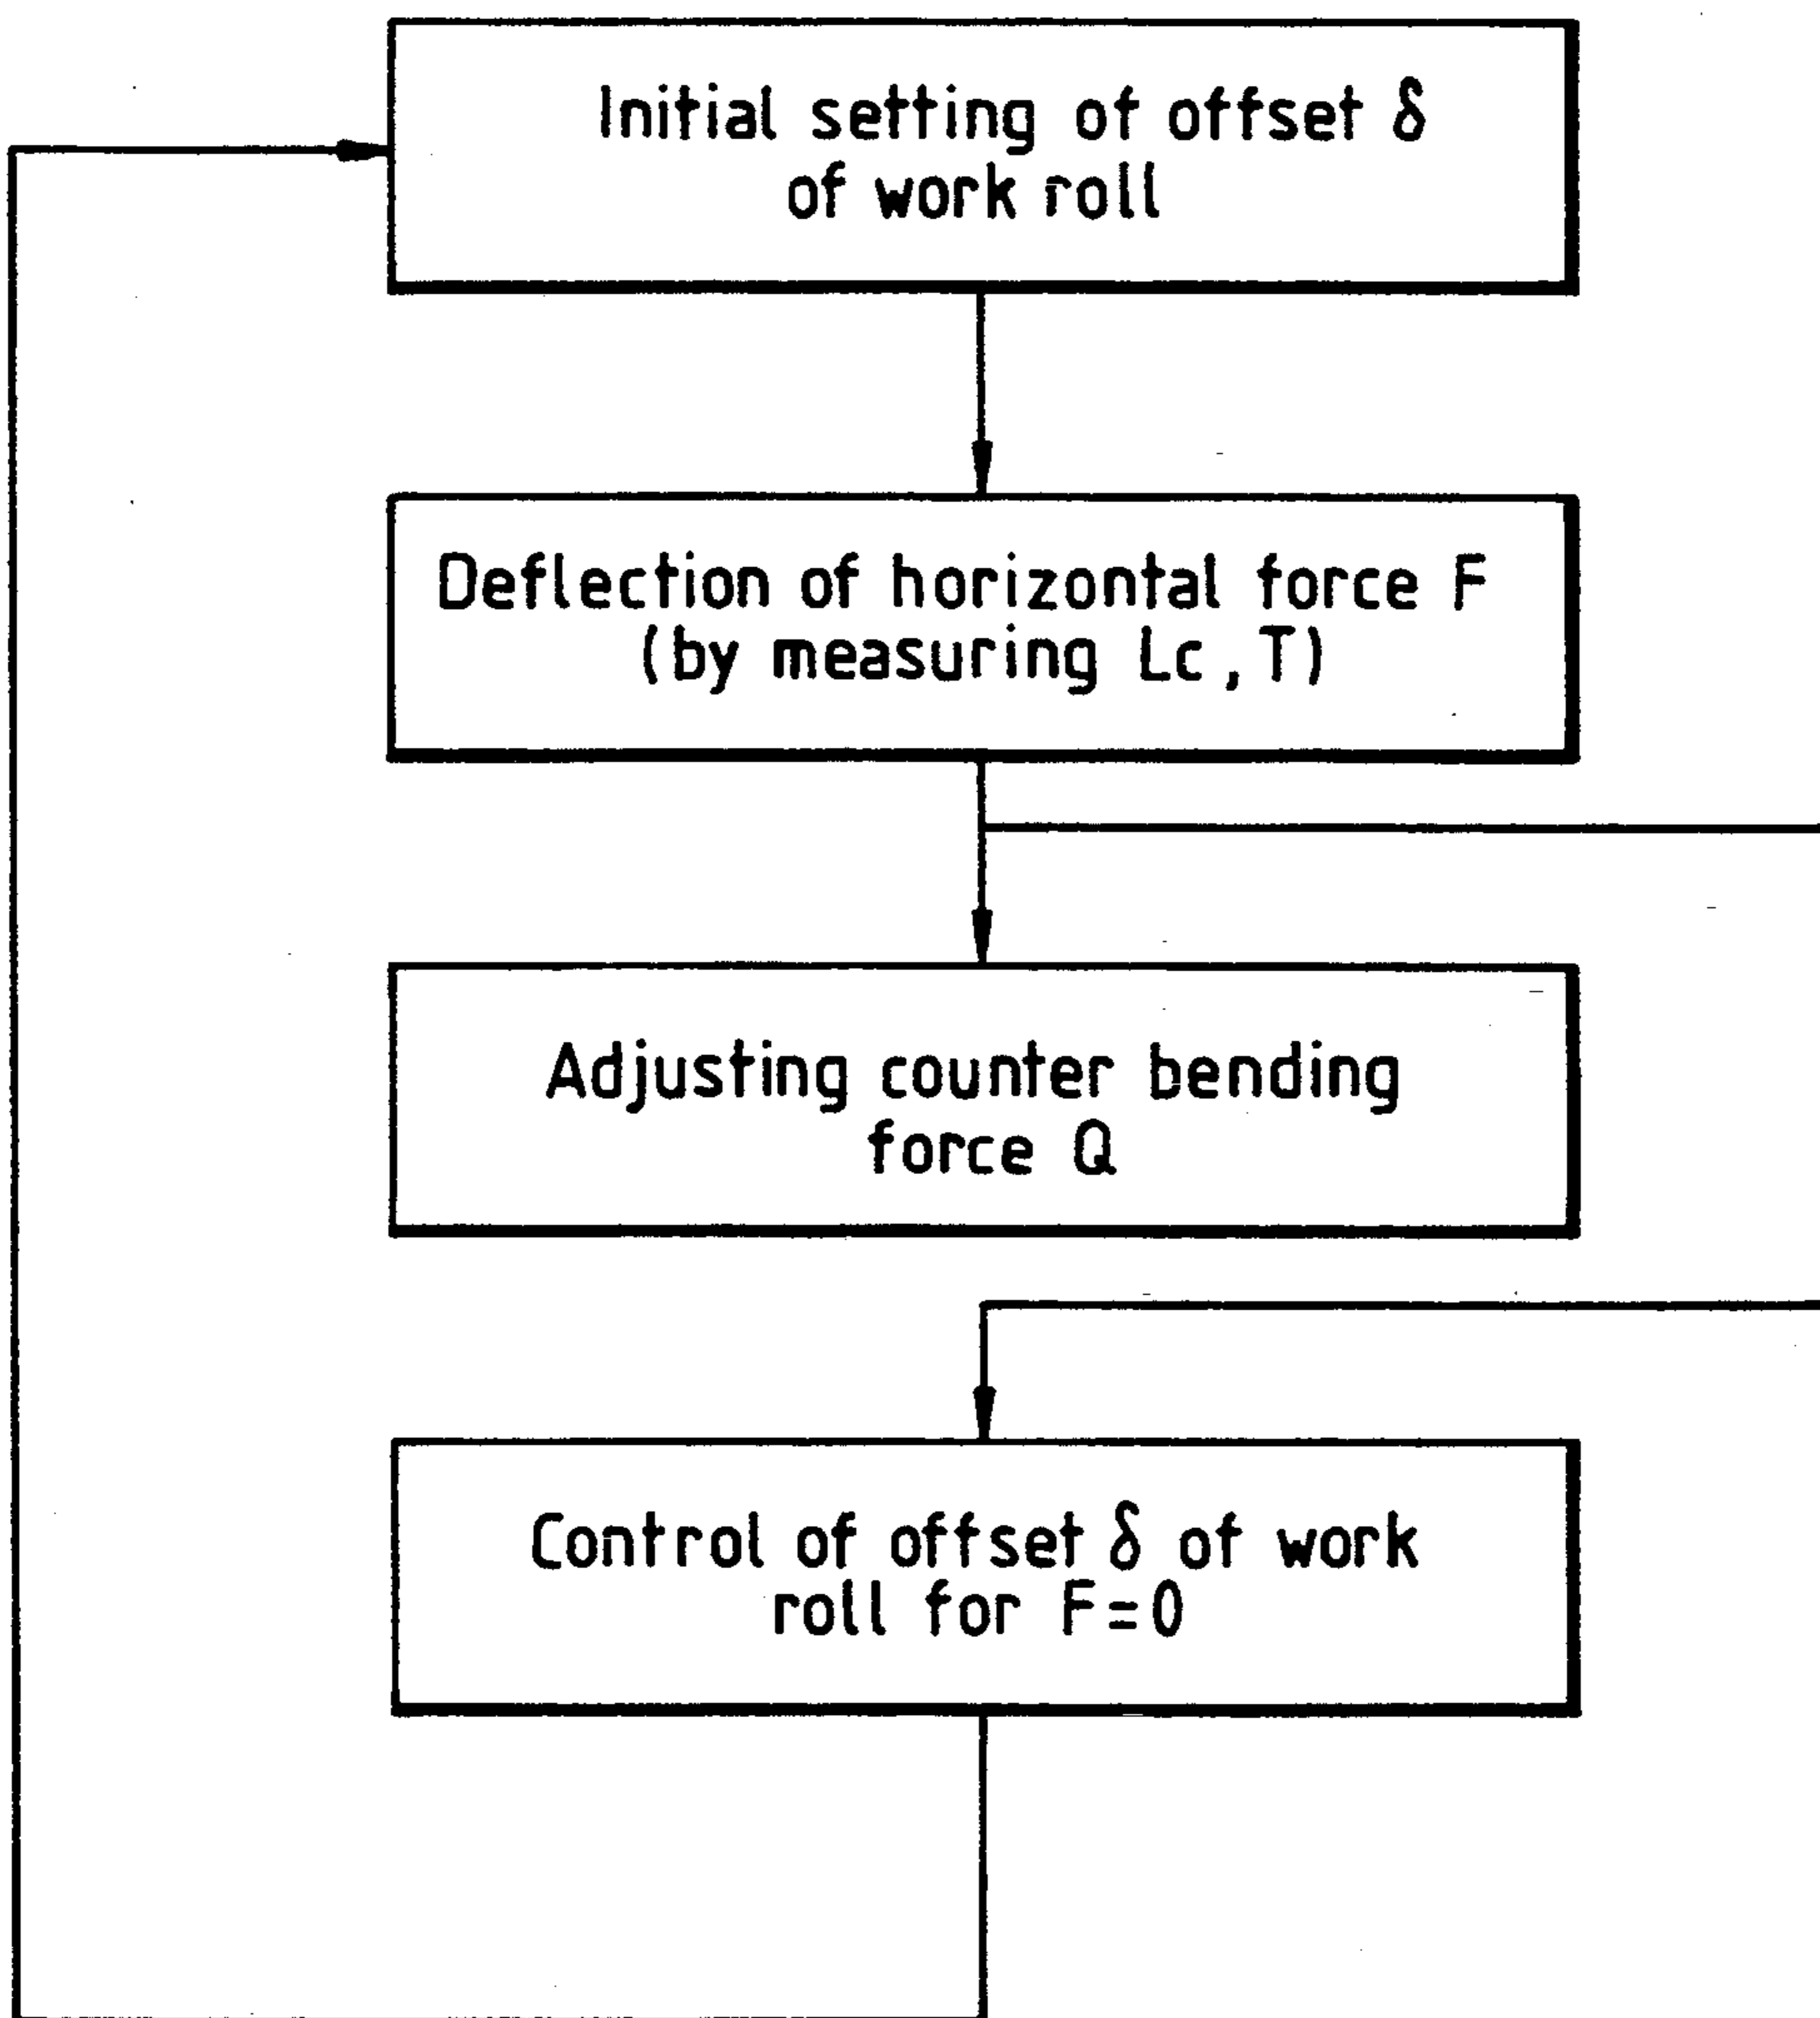 Initial setting of offset δ
of work roll
Deflection of horizontal force F
(by measuring Lc, T)
Adjusting counter bending
force Q
Control of offset δ of work
roll for F=0